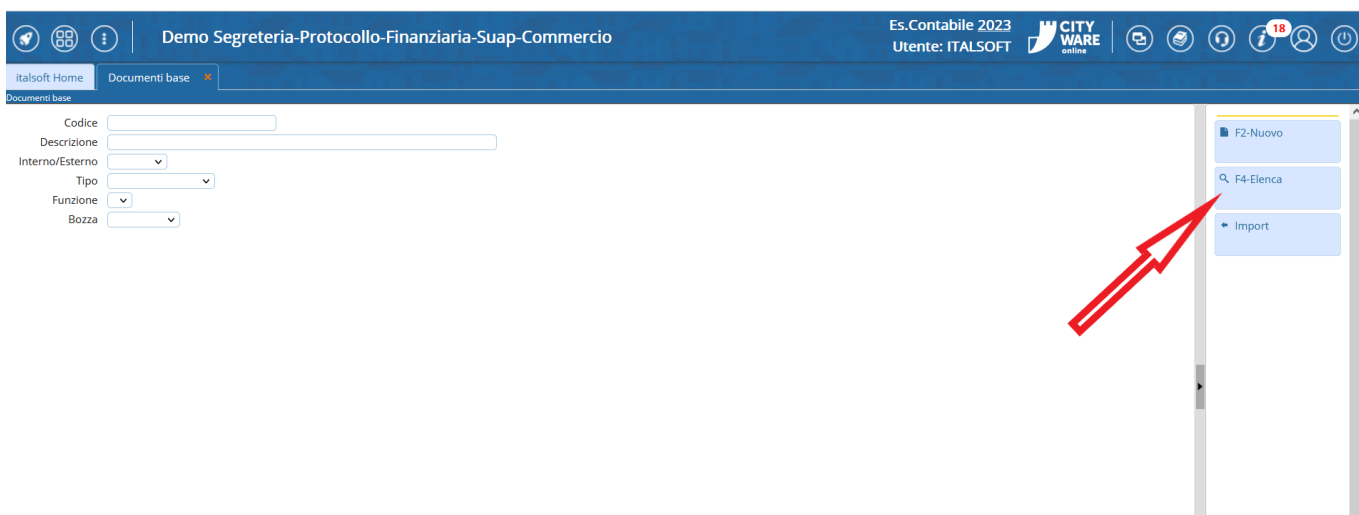 Demo Segreteria-Protocollo-Finanziaria-Suap-Commercio
Es.Contabile 2023
Utente: ITALSOFT
CITY
WARE
online
18
italsoft Home
Documenti base
Documenti base
Codice
Descrizione
Interno/Esterno
Tipo
Funzione
Bozza
F2-Nuovo
F4-Elenca
Import